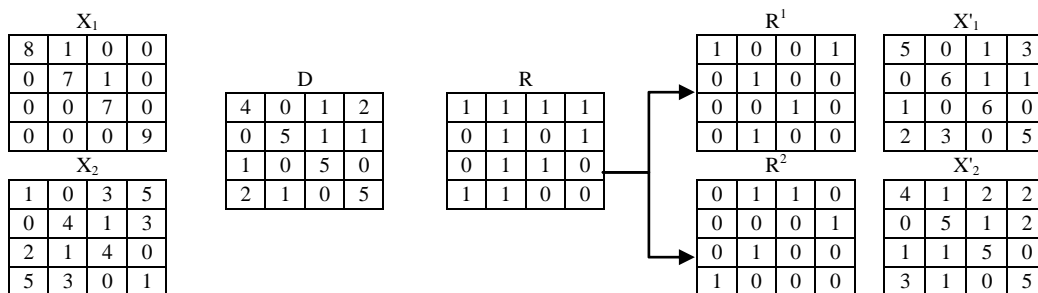 X₁
8 1 0 0
0 7 1 0
0 0 7 0
0 0 0 9
X₂
1 0 3 5
0 4 1 3
2 1 4 0
5 3 0 1
D
4 0 1 2
0 5 1 1
1 0 5 0
2 1 0 5
R
1 1 1 1
0 1 0 1
0 1 1 0
1 1 0 0
R¹
1 0 0 1
0 1 0 0
0 0 1 0
0 1 0 0
R²
0 1 1 0
0 0 0 1
0 1 0 0
1 0 0 0
X'₁
5 0 1 3
0 6 1 1
1 0 6 0
2 3 0 5
X'₂
4 1 2 2
0 5 1 2
1 1 5 0
3 1 0 5